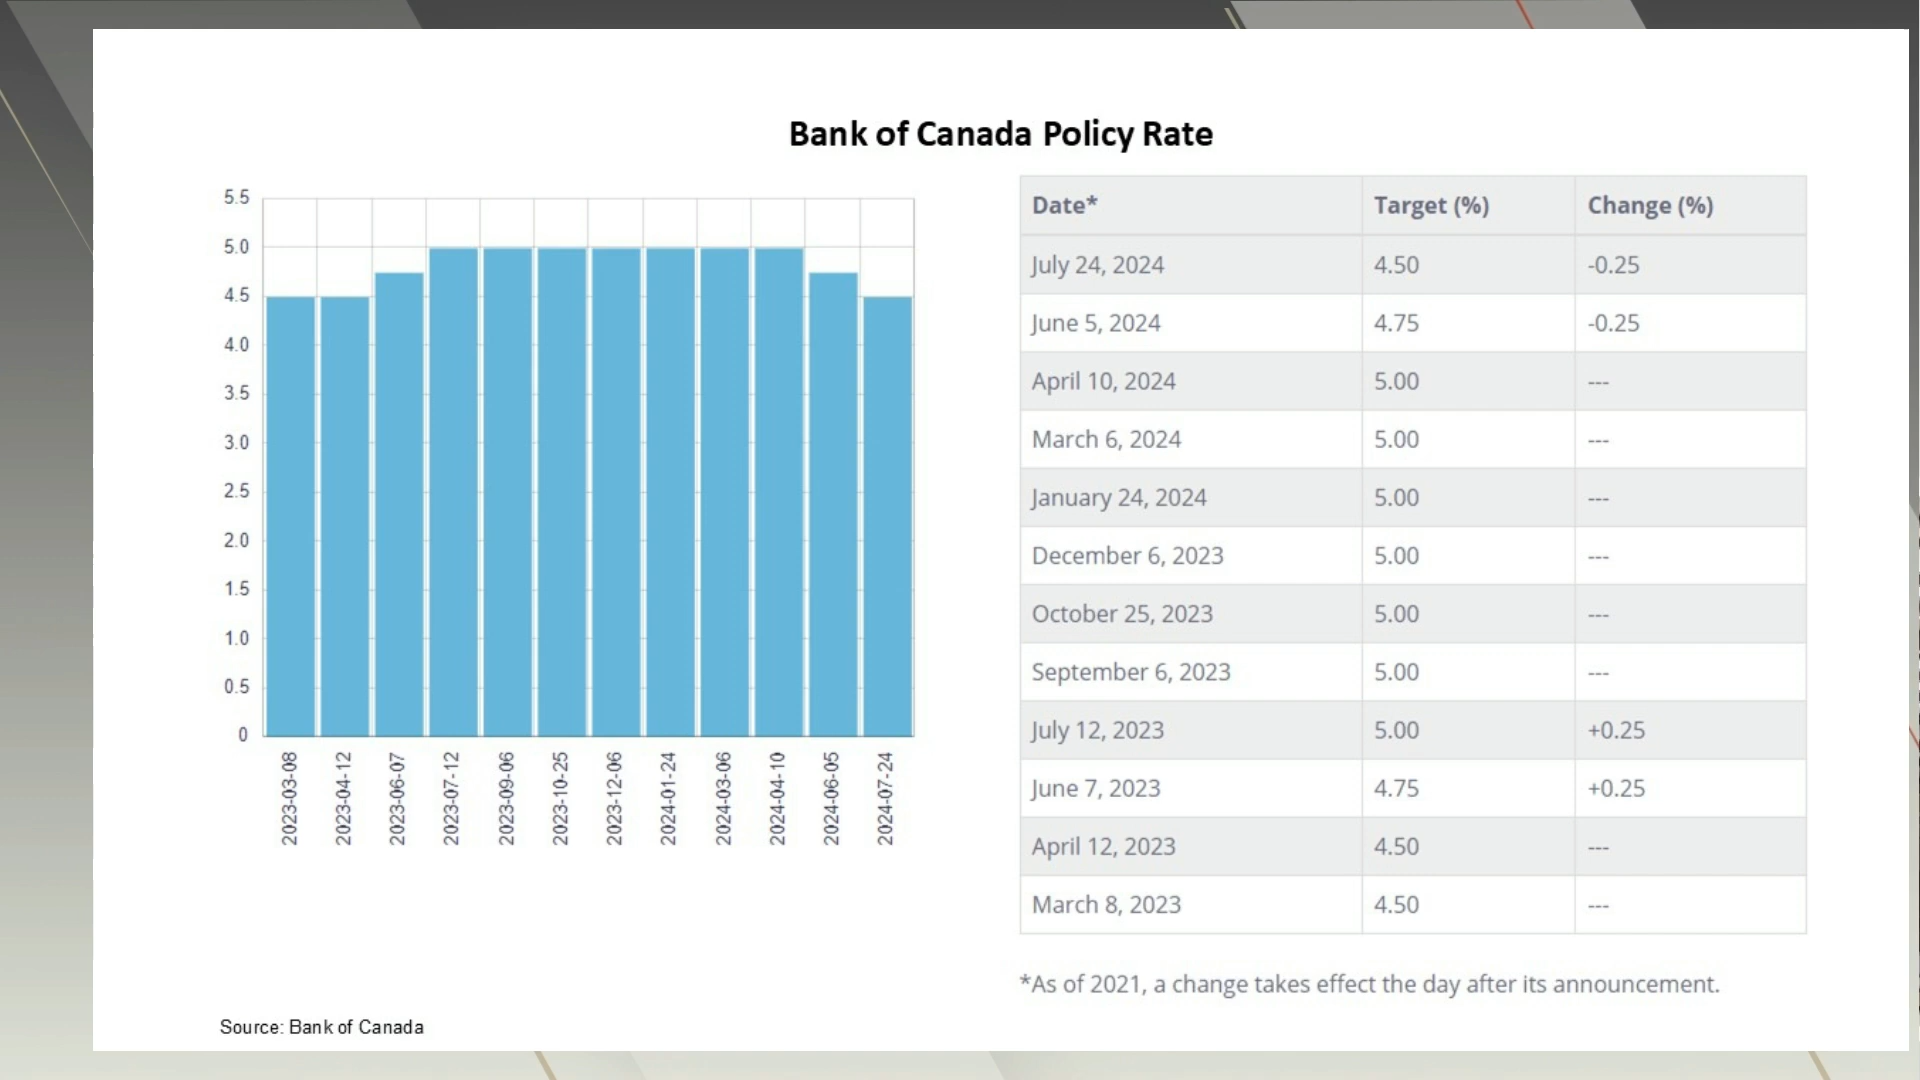 Bank of Canada Policy Rate
5.5
5.0
4.5
4.0
3.5
3.0
2.5
2.0
1.5
1.0
0.5
0
2023-03-08
2023-04-12
2023-06-07
2023-07-12
2023-09-06
2023-10-25
2023-12-06
2024-01-24
2024-03-06
2024-04-10
2024-06-05
2024-07-24
Date* Target (%) Change (%)
July 24, 2024 4.50 -0.25
June 5, 2024 4.75 -0.25
April 10, 2024 5.00 ---
March 6, 2024 5.00 ---
January 24, 2024 5.00 ---
December 6, 2023 5.00 ---
October 25, 2023 5.00 ---
September 6, 2023 5.00 ---
July 12, 2023 5.00 +0.25
June 7, 2023 4.75 +0.25
April 12, 2023 4.50 ---
March 8, 2023 4.50 ---
*As of 2021, a change takes effect the day after its announcement.
Source: Bank of Canada